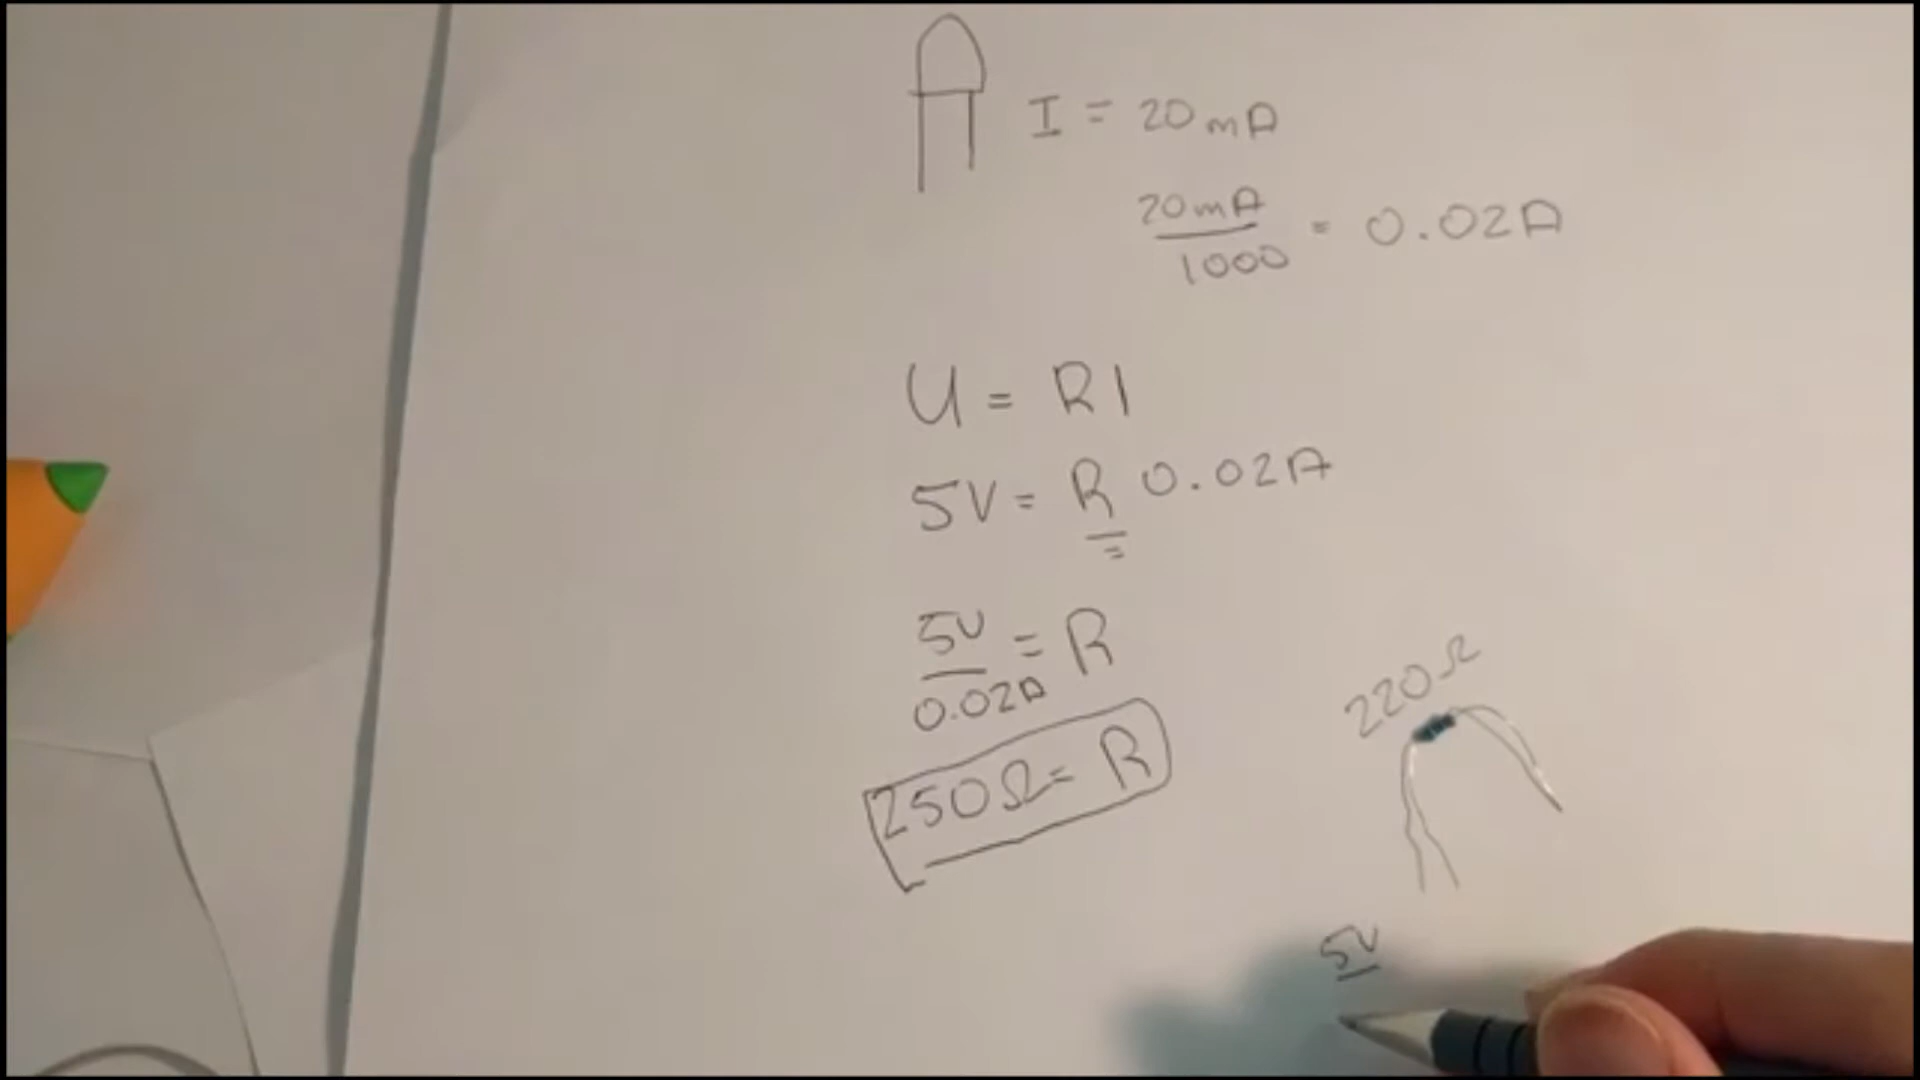 I = 20mA
20mA
1000
= 0.02A
U = RI
5V = R 0.02A
5V
0.02A
= R
250Ω = R
220Ω
5V